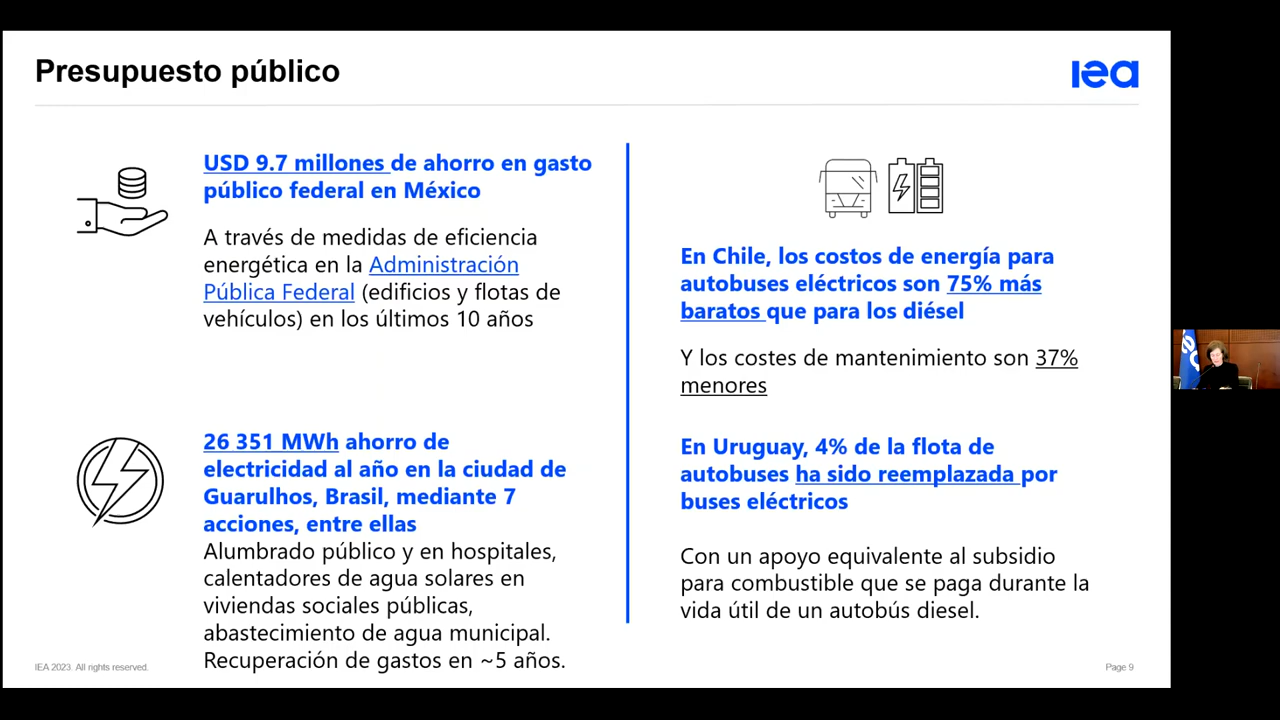 Presupuesto público
iea
USD 9.7 millones de ahorro en gasto
público federal en México
A través de medidas de eficiencia
energética en la Administración
Pública Federal (edificios y flotas de
vehículos) en los últimos 10 años
26 351 MWh ahorro de
electricidad al año en la ciudad de
Guarulhos, Brasil, mediante 7
acciones, entre ellas
Alumbrado público y en hospitales,
calentadores de agua solares en
viviendas sociales públicas,
abastecimiento de agua municipal.
Recuperación de gastos en ~5 años.
En Chile, los costos de energía para
autobuses eléctricos son 75% más
baratos que para los diésel
Y los costes de mantenimiento son 37%
menores
En Uruguay, 4% de la flota de
autobuses ha sido reemplazada por
buses eléctricos
Con un apoyo equivalente al subsidio
para combustible que se paga durante la
vida útil de un autobús diesel.
IEA 2023. All rights reserved.
Page 9